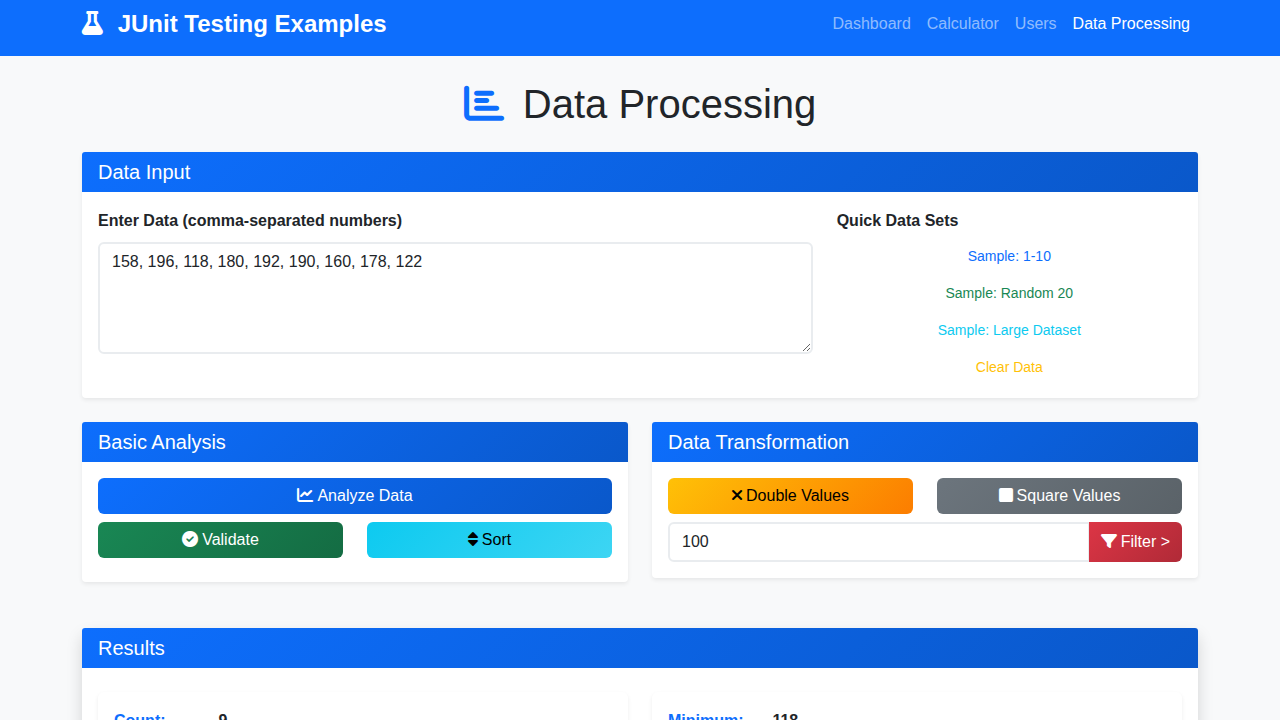 JUnit Testing Examples
Dashboard Calculator Users Data Processing
Data Processing
Data Input
Enter Data (comma-separated numbers)
158, 196, 118, 180, 192, 190, 160, 178, 122
Quick Data Sets
Sample: 1-10
Sample: Random 20
Sample: Large Dataset
Clear Data
Basic Analysis
Analyze Data
Validate
Sort
Data Transformation
Double Values
Square Values
100
Filter >
Results
Count: 9
Minimum: 118